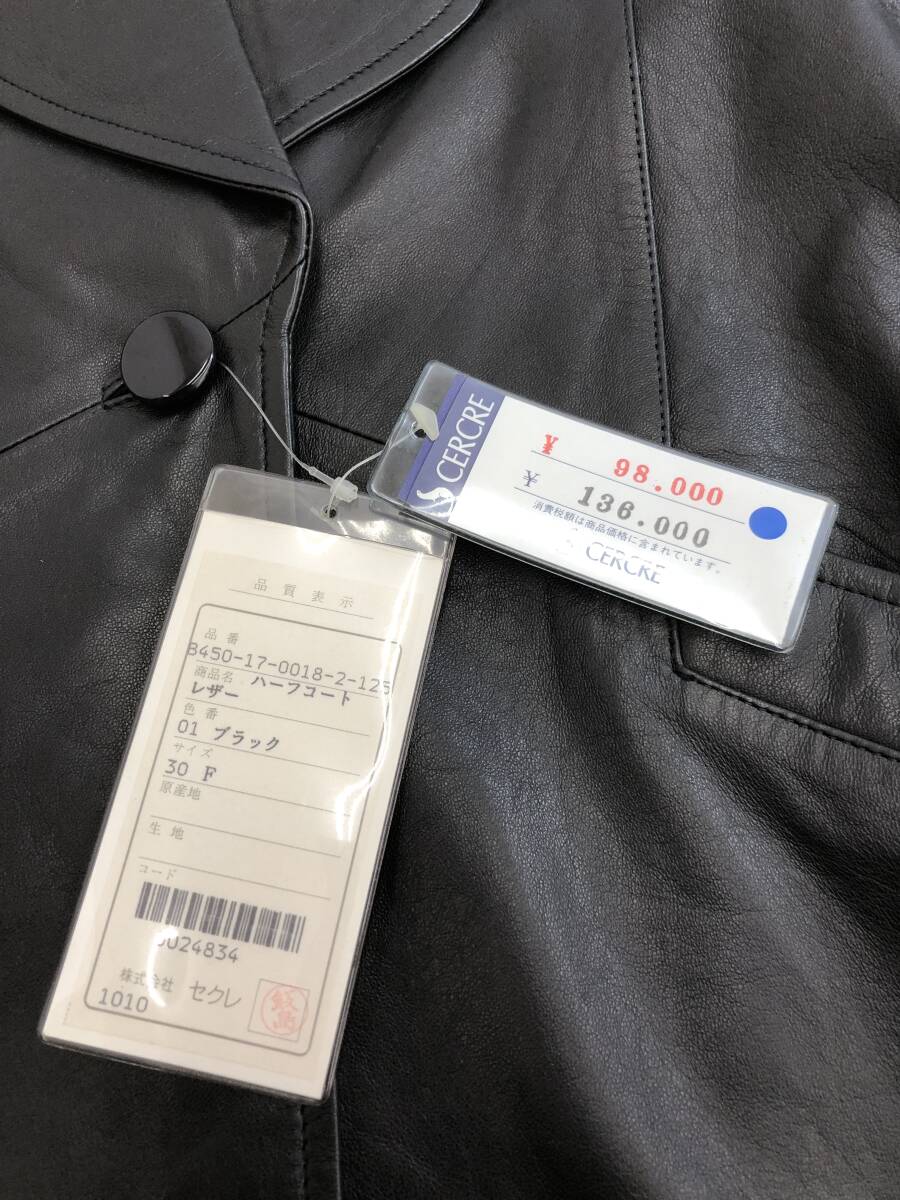 CERCRE
¥ 98.000
¥ 136.000
消費税額は商品価格に含まれています。
CERCRE
品質表示
品番
B450-17-0018-2-125
商品名 ハーフコート
レザー
色番
01 ブラック
サイズ
30 F
原産地
生地
コード
0024834
株式会社 セクレ
1010